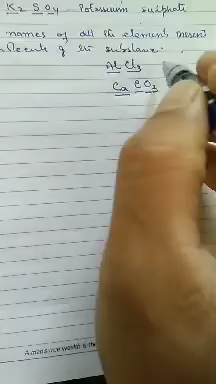 K2 SO4 - Potassium sulphate
names of all the elements present
molecule of the substance.
Al Cl3
Ca CO3